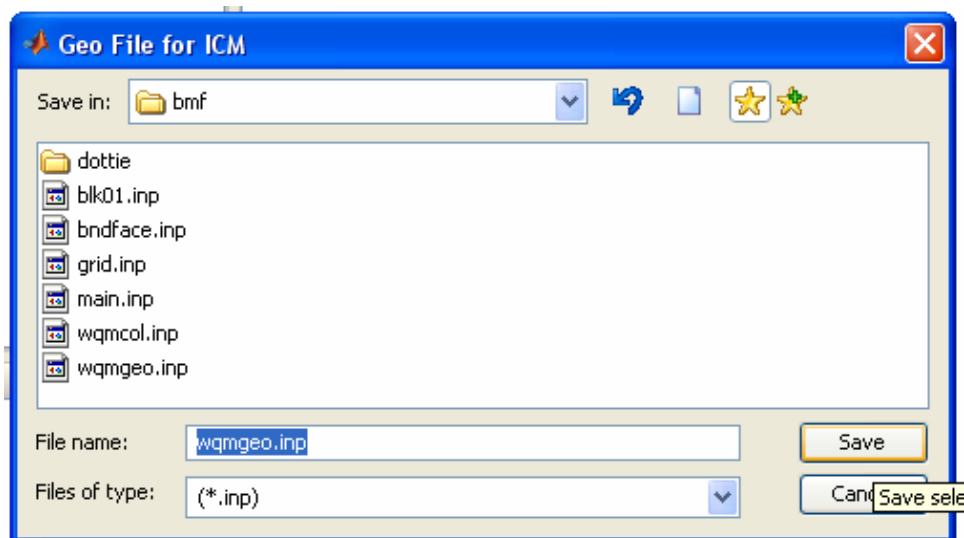 Geo File for ICM
Save in: bmf
dottie
blk01.inp
bndface.inp
grid.inp
main.inp
wqmcol.inp
wqmgeo.inp
File name: wqmgeo.inp Save
Files of type: (*.inp) Can
Save sele